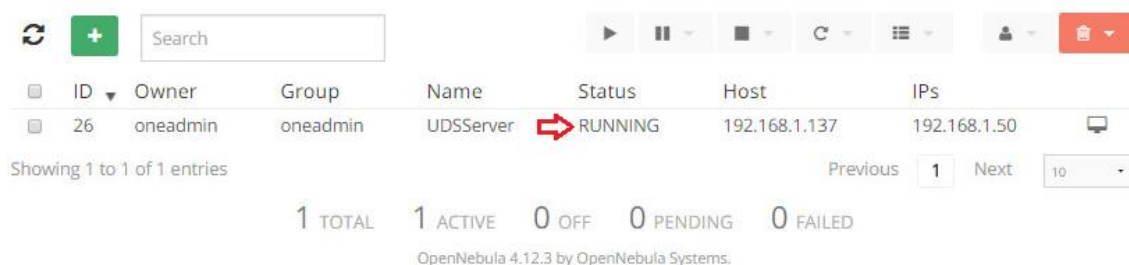 Search
ID Owner Group Name Status Host IPs
26 oneadmin oneadmin UDSServer RUNNING 192.168.1.137 192.168.1.50
Showing 1 to 1 of 1 entries Previous 1 Next 10
1 TOTAL 1 ACTIVE 0 OFF 0 PENDING 0 FAILED
OpenNebula 4.12.3 by OpenNebula Systems.